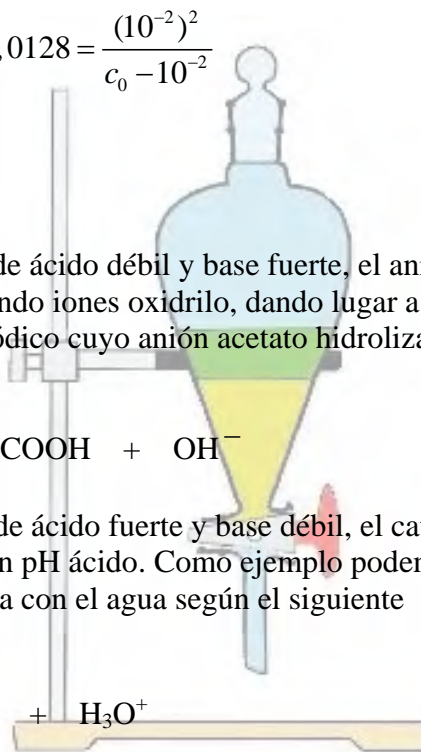 ,0128 = (10⁻²)² / (c₀ − 10⁻²)
de ácido débil y base fuerte, el ani
ndo iones oxidrilo, dando lugar a
ódico cuyo anión acetato hidroliza
COOH + OH⁻
de ácido fuerte y base débil, el ca
n pH ácido. Como ejemplo poden
a con el agua según el siguiente
+ H₃O⁺